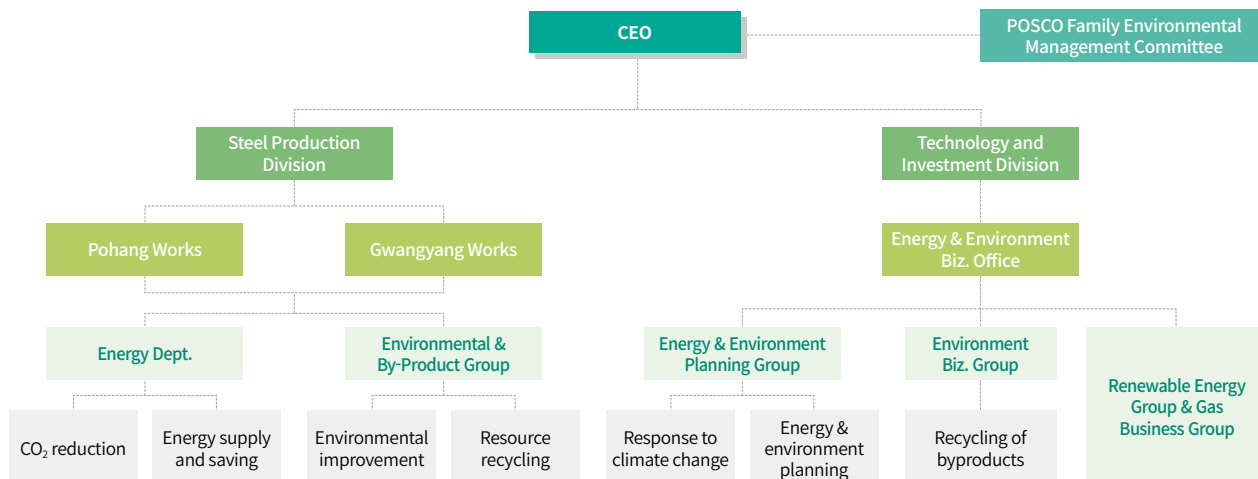 CEO
POSCO Family Environmental
Management Committee
Steel Production
Division
Technology and
Investment Division
Pohang Works
Gwangyang Works
Energy & Environment
Biz. Office
Energy Dept.
Environmental &
By-Product Group
Energy & Environment
Planning Group
Environment
Biz. Group
Renewable Energy
Group & Gas
Business Group
CO₂ reduction
Energy supply
and saving
Environmental
improvement
Resource
recycling
Response to
climate change
Energy &
environment
planning
Recycling of
byproducts